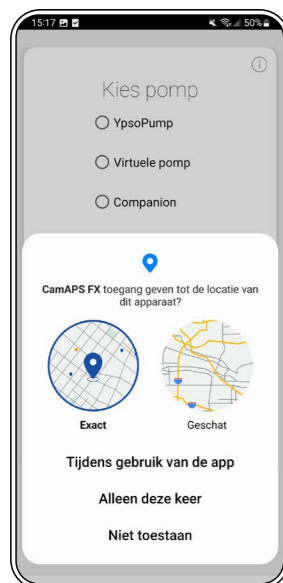 15:17 50%
Kies pomp
YpsoPump
Virtuele pomp
Companion
CamAPS FX toegang geven tot de locatie van
dit apparaat?
Exact Geschat
Tijdens gebruik van de app
Alleen deze keer
Niet toestaan